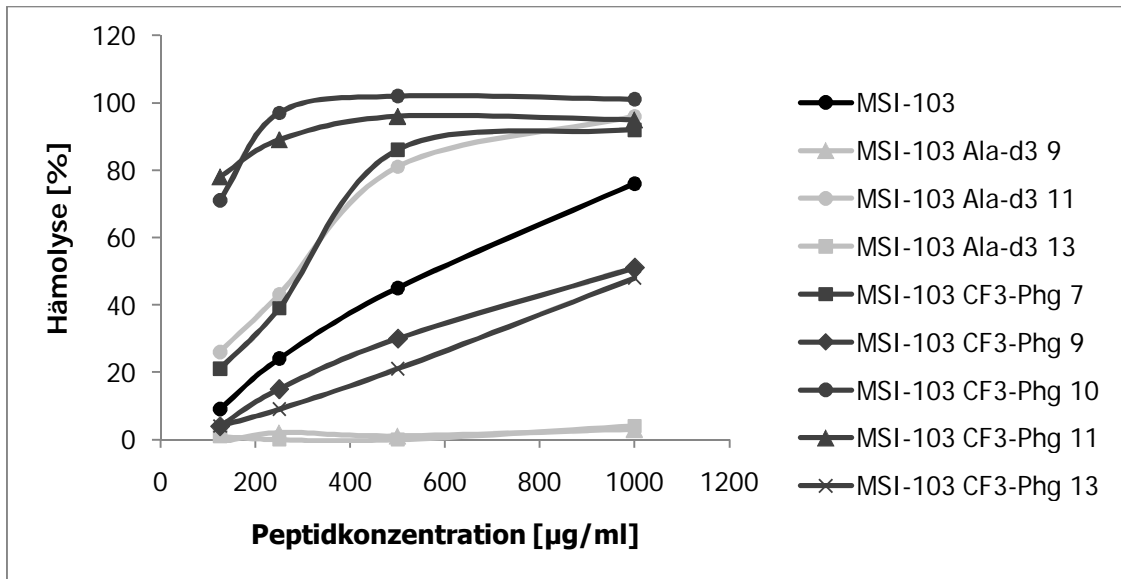 120
100
80
60
40
20
0
Hämolyse [%]
0 200 400 600 800 1000 1200
Peptidkonzentration [µg/ml]
MSI-103
MSI-103 Ala-d3 9
MSI-103 Ala-d3 11
MSI-103 Ala-d3 13
MSI-103 CF3-Phg 7
MSI-103 CF3-Phg 9
MSI-103 CF3-Phg 10
MSI-103 CF3-Phg 11
MSI-103 CF3-Phg 13